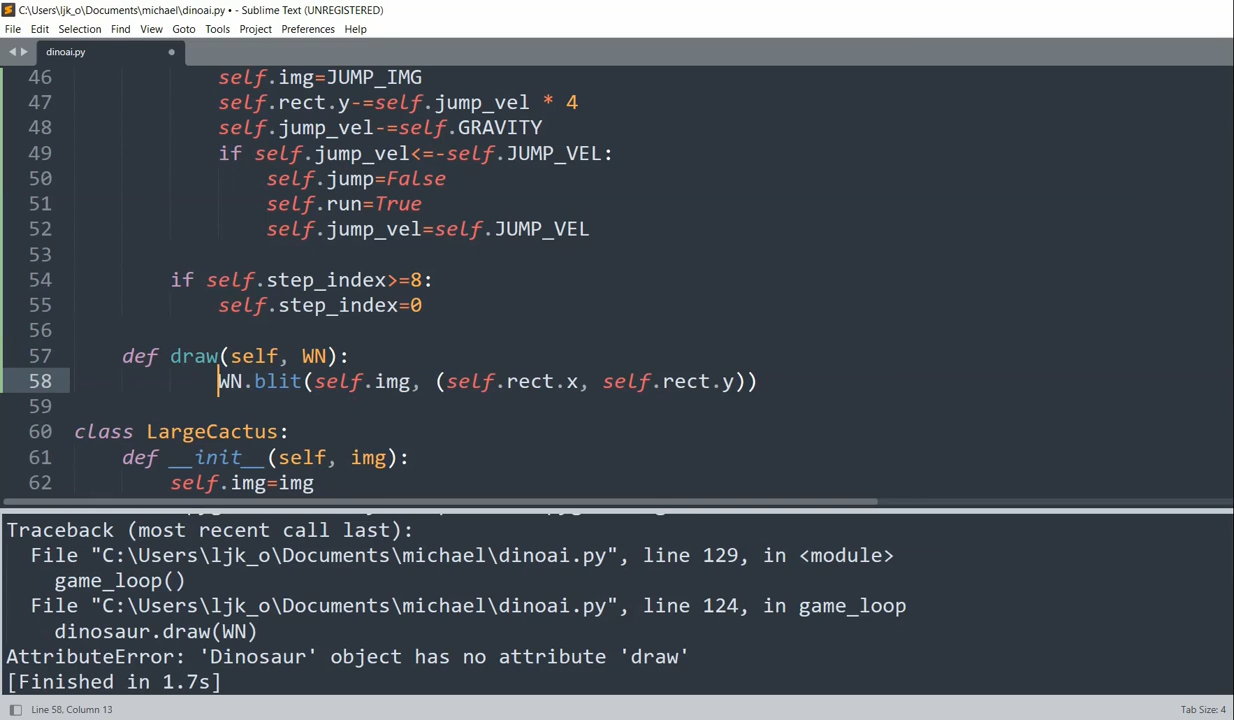 C:\Users\ljk_o\Documents\michael\dinoai.py • - Sublime Text (UNREGISTERED)
File Edit Selection Find View Goto Tools Project Preferences Help
dinoai.py
46 self.img=JUMP_IMG
47 self.rect.y-=self.jump_vel * 4
48 self.jump_vel-=self.GRAVITY
49 if self.jump_vel<=-self.JUMP_VEL:
50 self.jump=False
51 self.run=True
52 self.jump_vel=self.JUMP_VEL
53
54 if self.step_index>=8:
55 self.step_index=0
56
57 def draw(self, WN):
58 WN.blit(self.img, (self.rect.x, self.rect.y))
59
60 class LargeCactus:
61 def __init__(self, img):
62 self.img=img
Traceback (most recent call last):
File "C:\Users\ljk_o\Documents\michael\dinoai.py", line 129, in <module>
game_loop()
File "C:\Users\ljk_o\Documents\michael\dinoai.py", line 124, in game_loop
dinosaur.draw(WN)
AttributeError: 'Dinosaur' object has no attribute 'draw'
[Finished in 1.7s]
Line 58, Column 13
Tab Size: 4